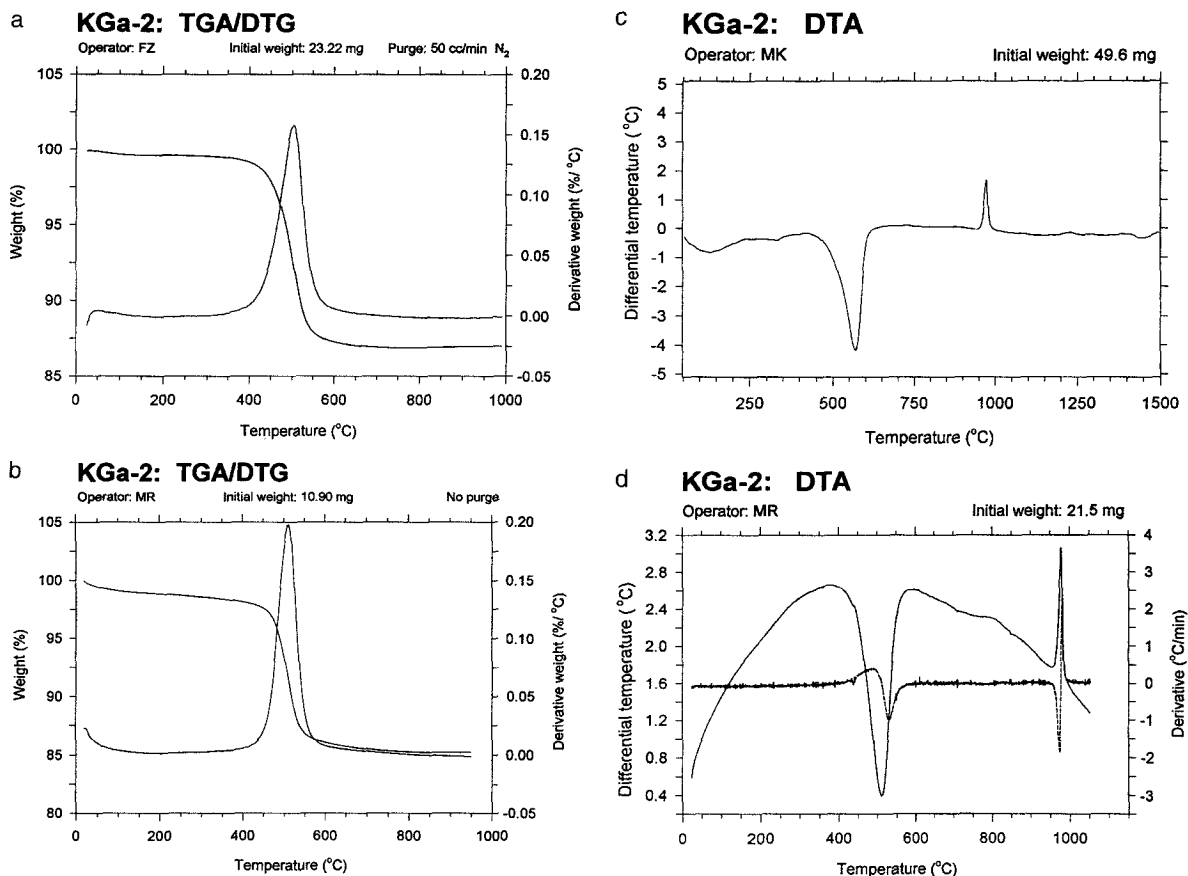 a
KGa-2: TGA/DTG
Operator: FZ Initial weight: 23.22 mg Purge: 50 cc/min N₂
105
100
95
90
85
Weight (%)
0.20
0.15
0.10
0.05
0.00
-0.05
Derivative weight (%/ °C)
0 200 400 600 800 1000
Temperature (°C)
b
KGa-2: TGA/DTG
Operator: MR Initial weight: 10.90 mg No purge
105
100
95
90
85
80
Weight (%)
0.20
0.15
0.10
0.05
0.00
-0.05
Derivative weight (%/ °C)
0 200 400 600 800 1000
Temperature (°C)
c
KGa-2: DTA
Operator: MK Initial weight: 49.6 mg
5
4
3
2
1
0
-1
-2
-3
-4
-5
Differential temperature (°C)
250 500 750 1000 1250 1500
Temperature (°C)
d
KGa-2: DTA
Operator: MR Initial weight: 21.5 mg
3.2
2.8
2.4
2.0
1.6
1.2
0.8
0.4
Differential temperature (°C)
4
3
2
1
0
-1
-2
-3
Derivative (°C/min)
0 200 400 600 800 1000
Temperature (°C)